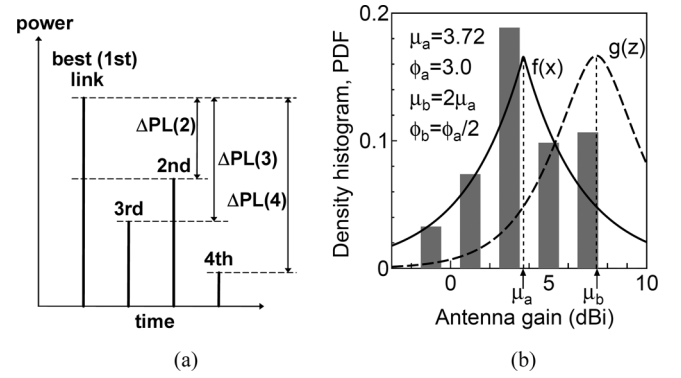 power
best (1st)
link
ΔPL(2)
ΔPL(3)
2nd
ΔPL(4)
3rd
4th
time
(a)
Density histogram, PDF
0.2
0.1
0
μa=3.72
ϕa=3.0
μb=2μa
ϕb=ϕa/2
f(x)
g(z)
0 5 10
μa μb
Antenna gain (dBi)
(b)